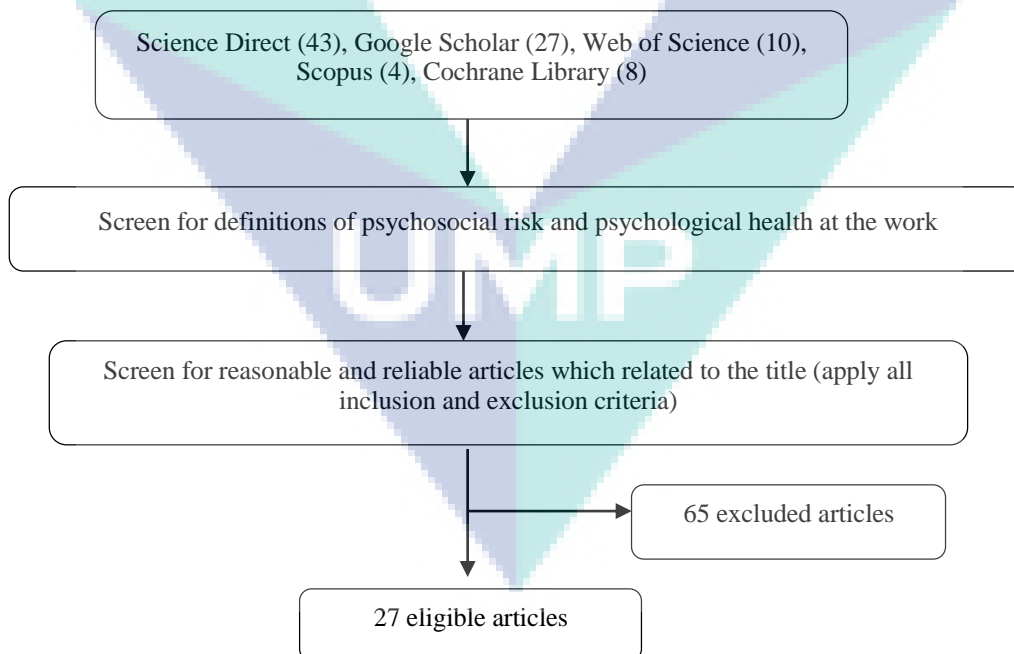 Science Direct (43), Google Scholar (27), Web of Science (10),
Scopus (4), Cochrane Library (8)
Screen for definitions of psychosocial risk and psychological health at the work
UMP
Screen for reasonable and reliable articles which related to the title (apply all
inclusion and exclusion criteria)
65 excluded articles
27 eligible articles